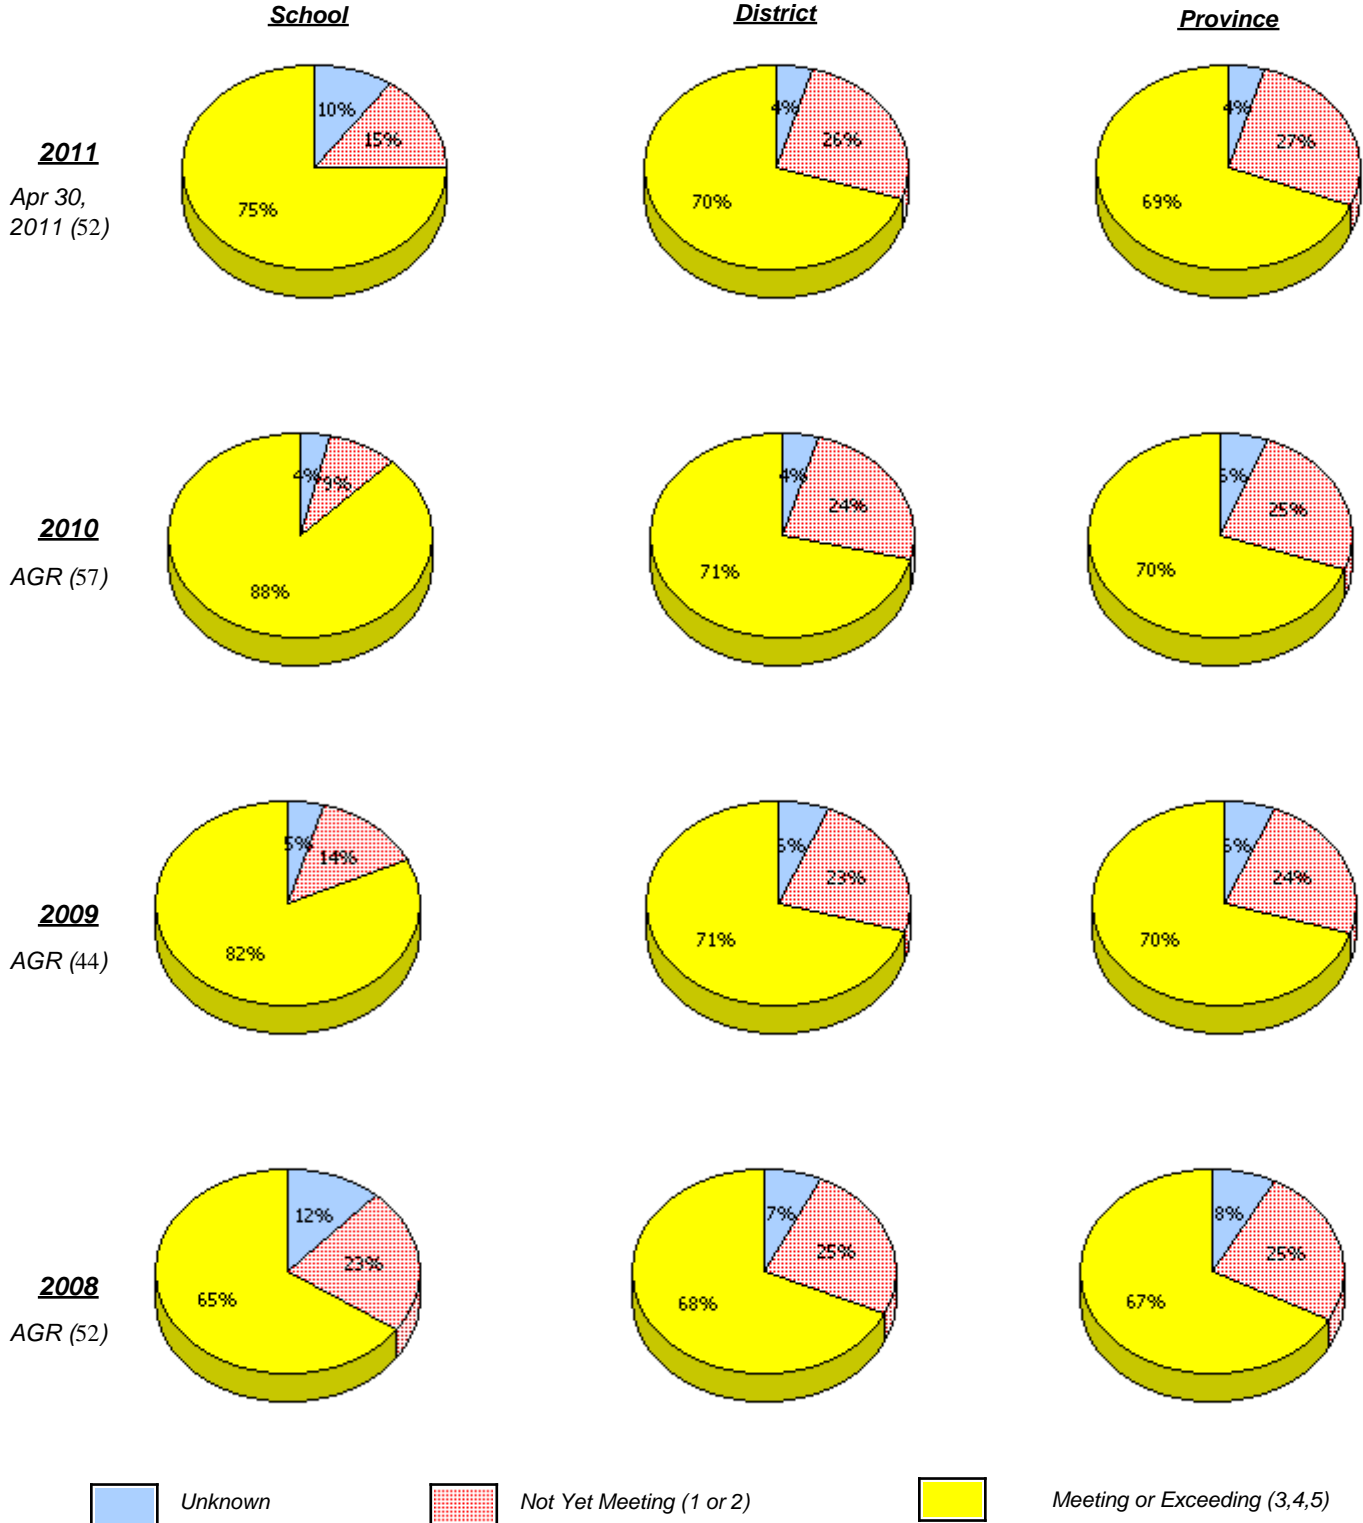 School District Province
2011
Apr 30,
2011 (52)
10% 15% 75%
4% 26% 70%
4% 27% 69%
2010
AGR (57)
4% 9% 88%
4% 24% 71%
25% 70%
2009
AGR (44)
5% 14% 82%
23% 71%
24% 70%
2008
AGR (52)
12% 23% 65%
7% 25% 68%
8% 25% 67%
Unknown Not Yet Meeting (1 or 2) Meeting or Exceeding (3,4,5)